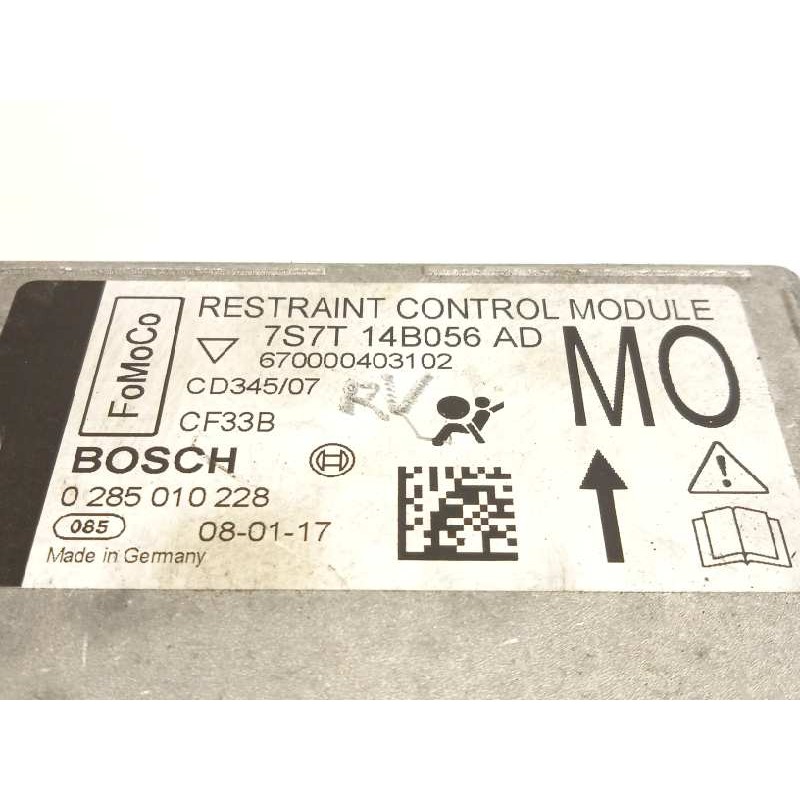 FoMoCo
RESTRAINT CONTROL MODULE
7S7T 14B056 AD
670000403102
CD345/07
CF33B
RV
MO
BOSCH
0 285 010 228
085
08-01-17
Made in Germany